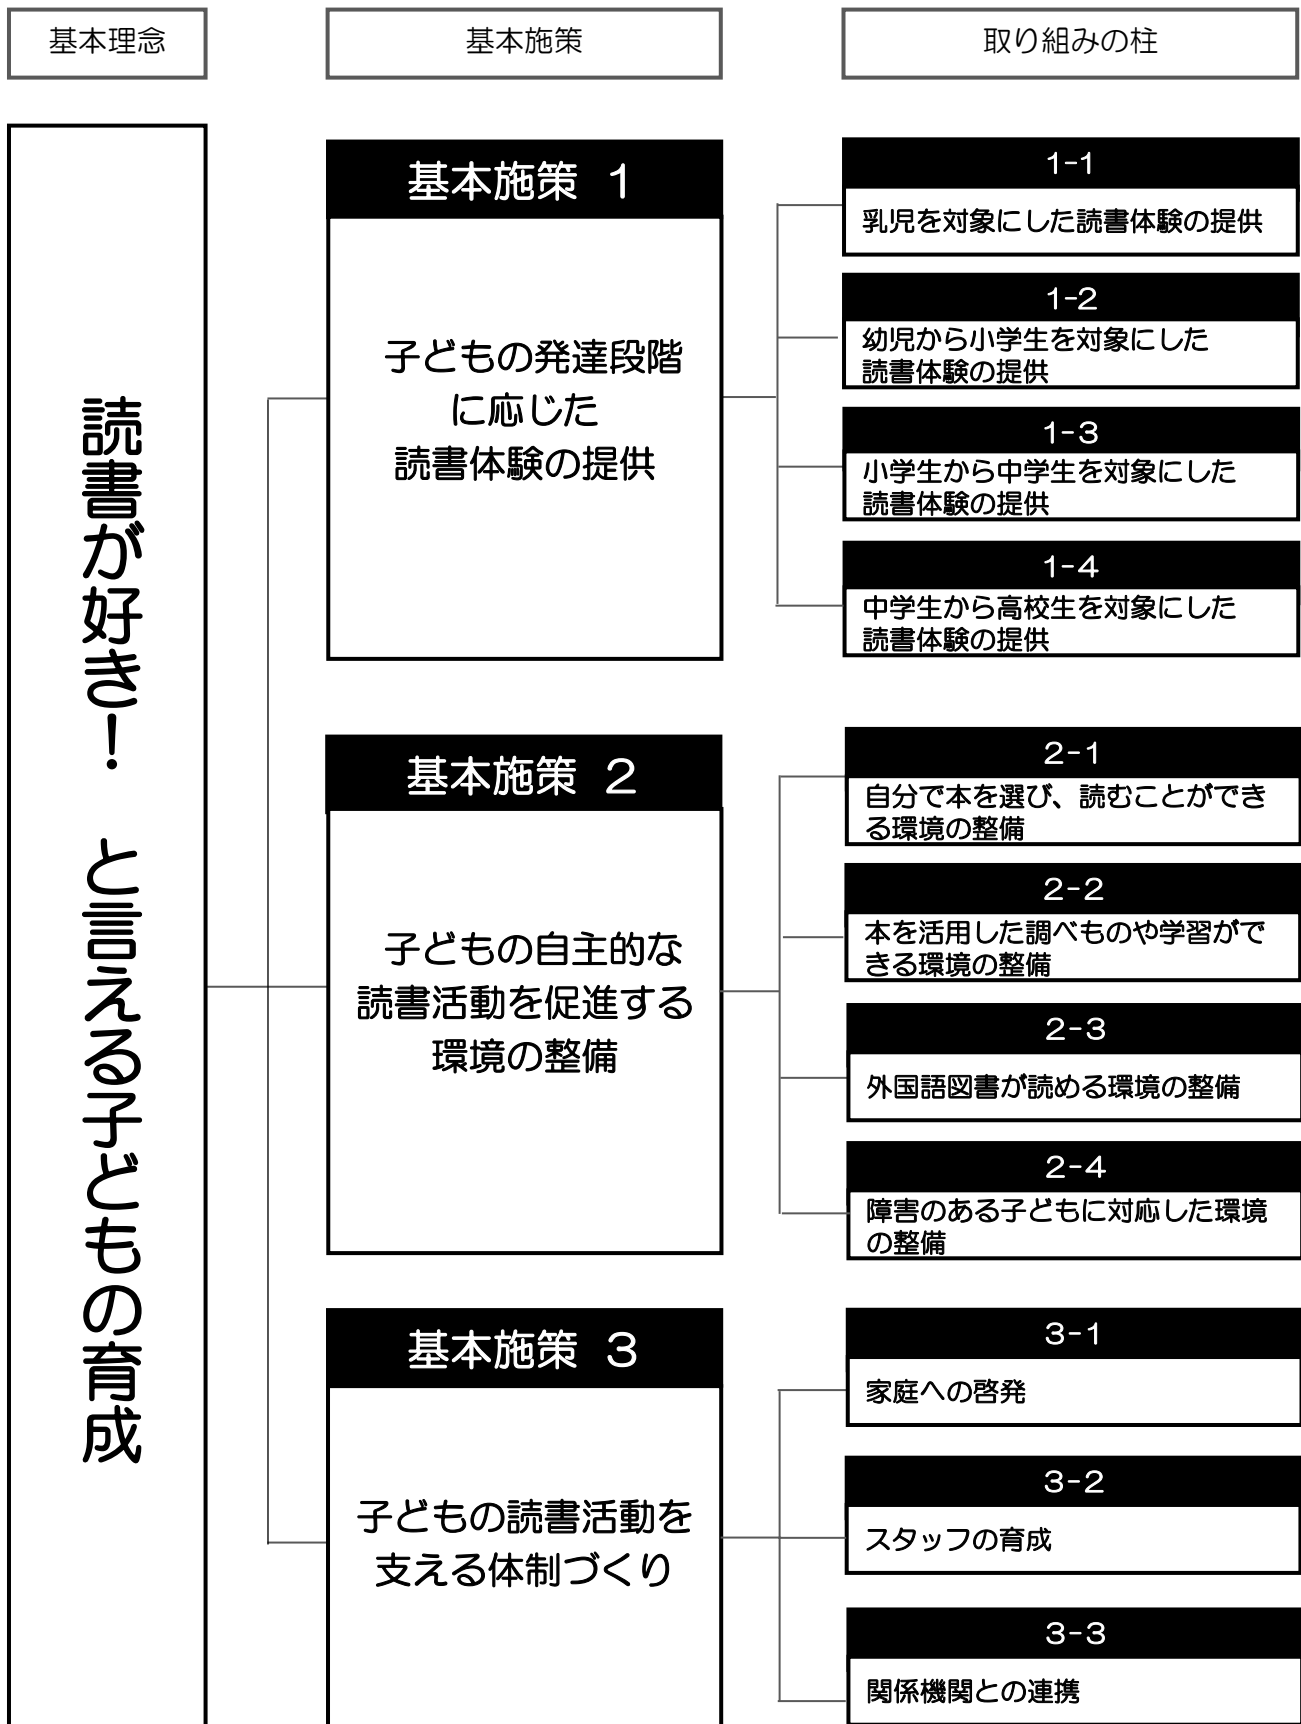 基本理念
基本施策
取り組みの柱
読書が好き！　と言える子どもの育成
基本施策 1
子どもの発達段階
に応じた
読書体験の提供
1-1
乳児を対象にした読書体験の提供
1-2
幼児から小学生を対象にした
読書体験の提供
1-3
小学生から中学生を対象にした
読書体験の提供
1-4
中学生から高校生を対象にした
読書体験の提供
基本施策 2
子どもの自主的な
読書活動を促進する
環境の整備
2-1
自分で本を選び、読むことができ
る環境の整備
2-2
本を活用した調べものや学習がで
きる環境の整備
2-3
外国語図書が読める環境の整備
2-4
障害のある子どもに対応した環境
の整備
基本施策 3
子どもの読書活動を
支える体制づくり
3-1
家庭への啓発
3-2
スタッフの育成
3-3
関係機関との連携